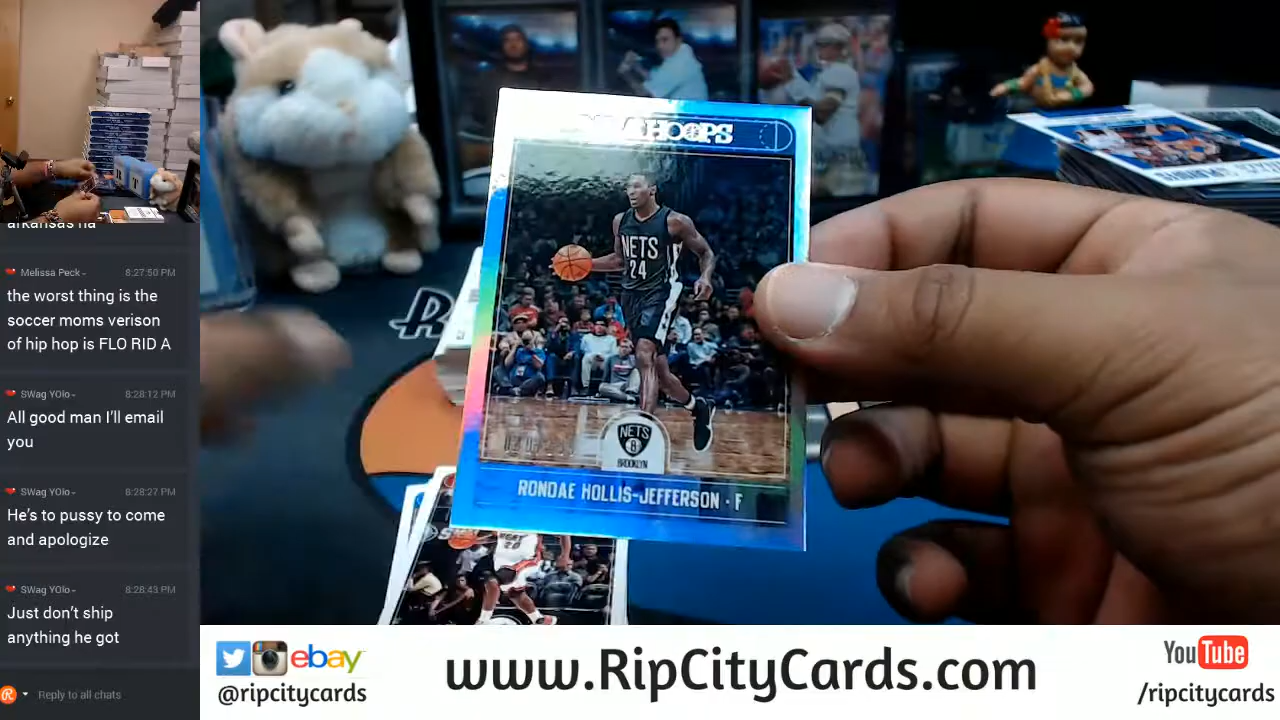 arkansas ha
Melissa Peck- 8:27:50 PM
the worst thing is the
soccer moms verison
of hip hop is FLO RID A
SWag YOlo- 8:28:12 PM
All good man I'll email
you
SWag YOlo- 8:28:27 PM
He's to pussy to come
and apologize
SWag YOlo- 8:28:43 PM
Just don't ship
anything he got
Reply to all chats
HOOPS
NETS
24
NETS
BROOKLYN
RONDAE HOLLIS-JEFFERSON · F
ebay
@ripcitycards
www.RipCityCards.com
YouTube
/ripcitycards